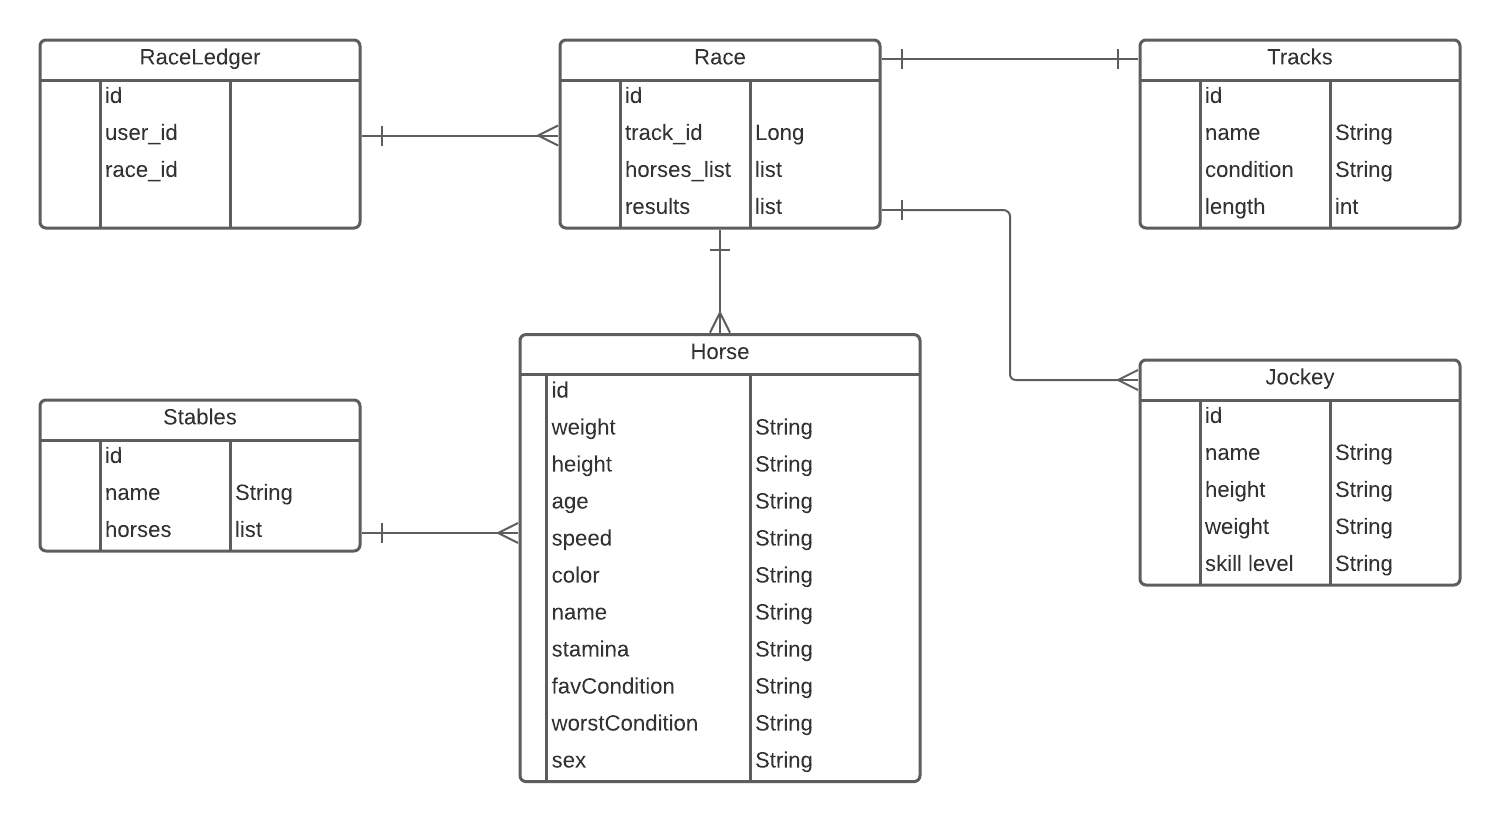 RaceLedger
id
user_id
race_id
Race
id
track_id Long
horses_list list
results list
Tracks
id
name String
condition String
length int
Stables
id
name String
horses list
Horse
id
weight String
height String
age String
speed String
color String
name String
stamina String
favCondition String
worstCondition String
sex String
Jockey
id
name String
height String
weight String
skill level String